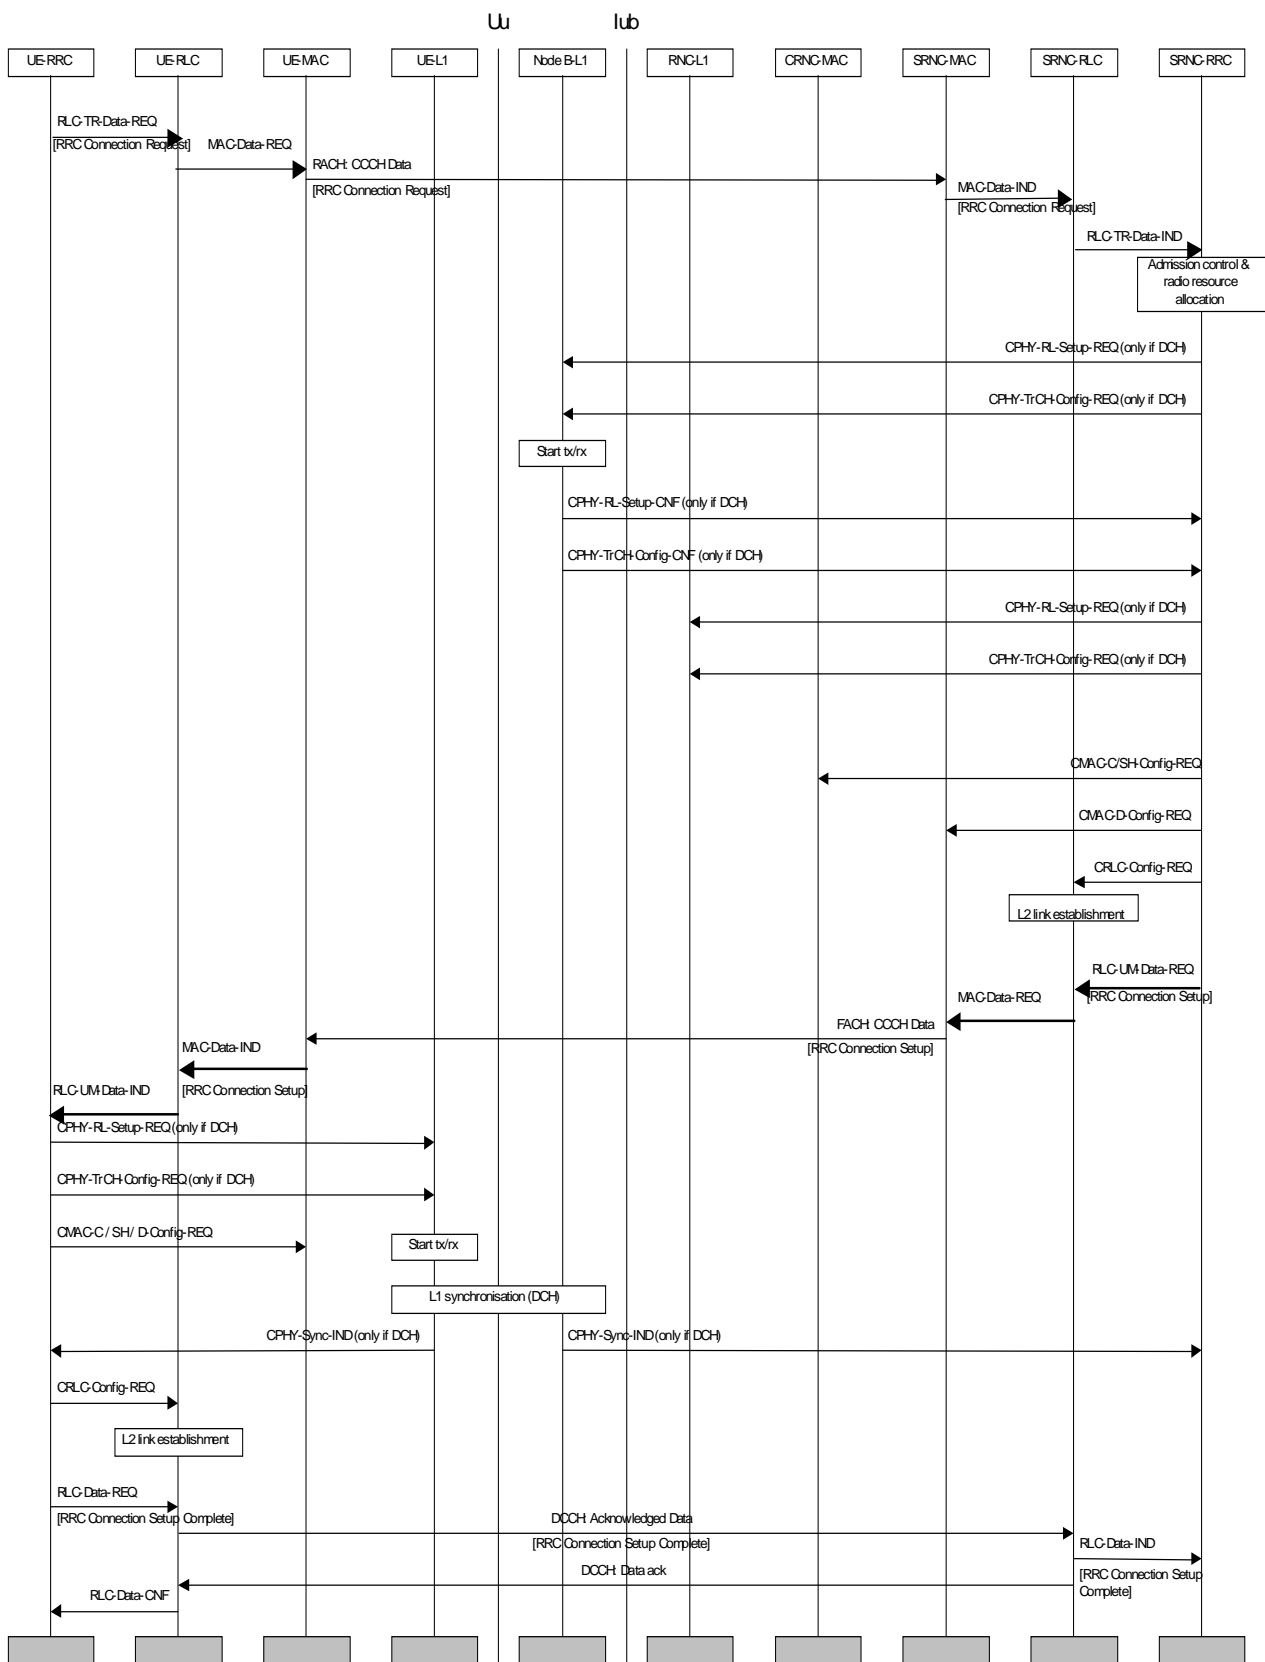 Uu Iub
UE-RRC UE-RLC UE-MAC UE-L1 Node B-L1 RNC-L1 CRNC-MAC SRNC-MAC SRNC-RLC SRNC-RRC
RLC-TR-Data-REQ
[RRC Connection Request] MAC-Data-REQ
RACH: CCCH Data
[RRC Connection Request]
MAC-Data-IND
[RRC Connection Request]
RLC-TR-Data-IND
Admission control &
radio resource
allocation
CPHY-RL-Setup-REQ (only if DCH)
CPHY-TrCH-Config-REQ (only if DCH)
Start tx/rx
CPHY-RL-Setup-CNF (only if DCH)
CPHY-TrCH-Config-CNF (only if DCH)
CPHY-RL-Setup-REQ (only if DCH)
CPHY-TrCH-Config-REQ (only if DCH)
CMAC-C/SH-Config-REQ
CMAC-D-Config-REQ
CRLC-Config-REQ
L2 link establishment
RLC-UM-Data-REQ
[RRC Connection Setup]
MAC-Data-REQ
FACH: CCCH Data
[RRC Connection Setup]
MAC-Data-IND
[RRC Connection Setup]
RLC-UM-Data-IND
CPHY-RL-Setup-REQ (only if DCH)
CPHY-TrCH-Config-REQ (only if DCH)
CMAC-C / SH / D-Config-REQ
Start tx/rx
L1 synchronisation (DCH)
CPHY-Sync-IND (only if DCH) CPHY-Sync-IND (only if DCH)
CRLC-Config-REQ
L2 link establishment
RLC-Data-REQ
[RRC Connection Setup Complete]
DCCH: Acknowledged Data
[RRC Connection Setup Complete]
RLC-Data-IND
[RRC Connection Setup
Complete]
DCCH: Data ack
RLC-Data-CNF